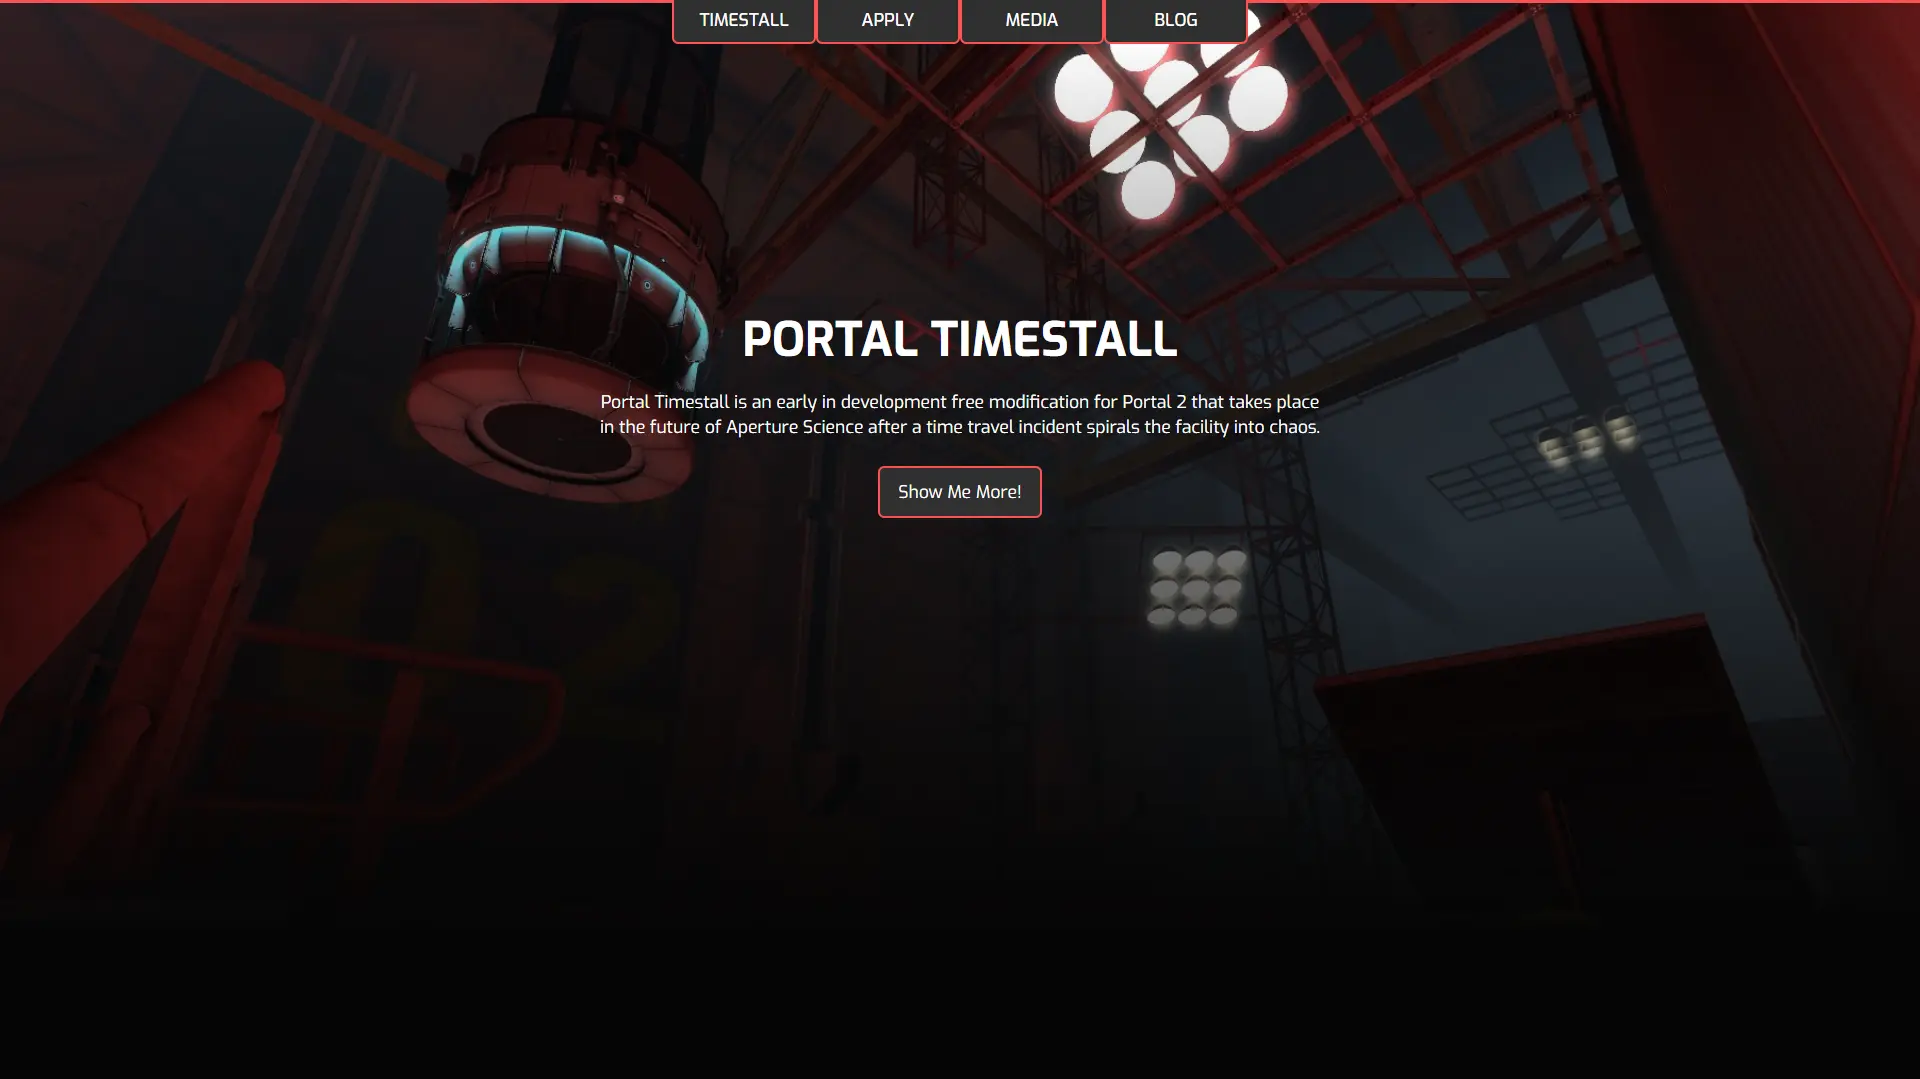 TIMESTALL
APPLY
MEDIA
BLOG
PORTAL TIMESTALL
Portal Timestall is an early in development free modification for Portal 2 that takes place
in the future of Aperture Science after a time travel incident spirals the facility into chaos.
Show Me More!
02